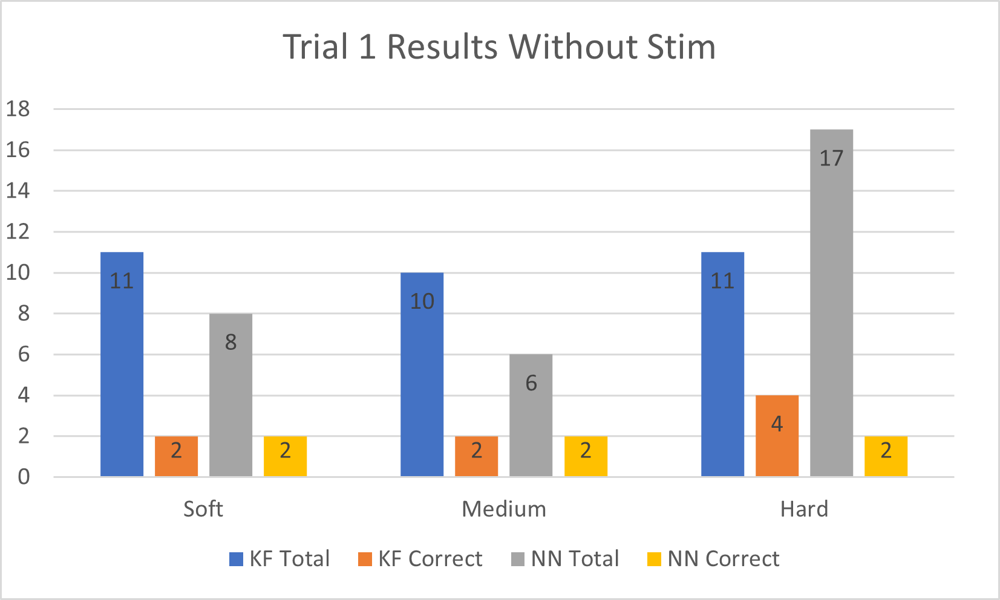 Trial 1 Results Without Stim
18
16
14
12
10
8
6
4
2
0
11 2 8 2
10 2 6 2
11 4 17 2
Soft Medium Hard
KF Total KF Correct NN Total NN Correct